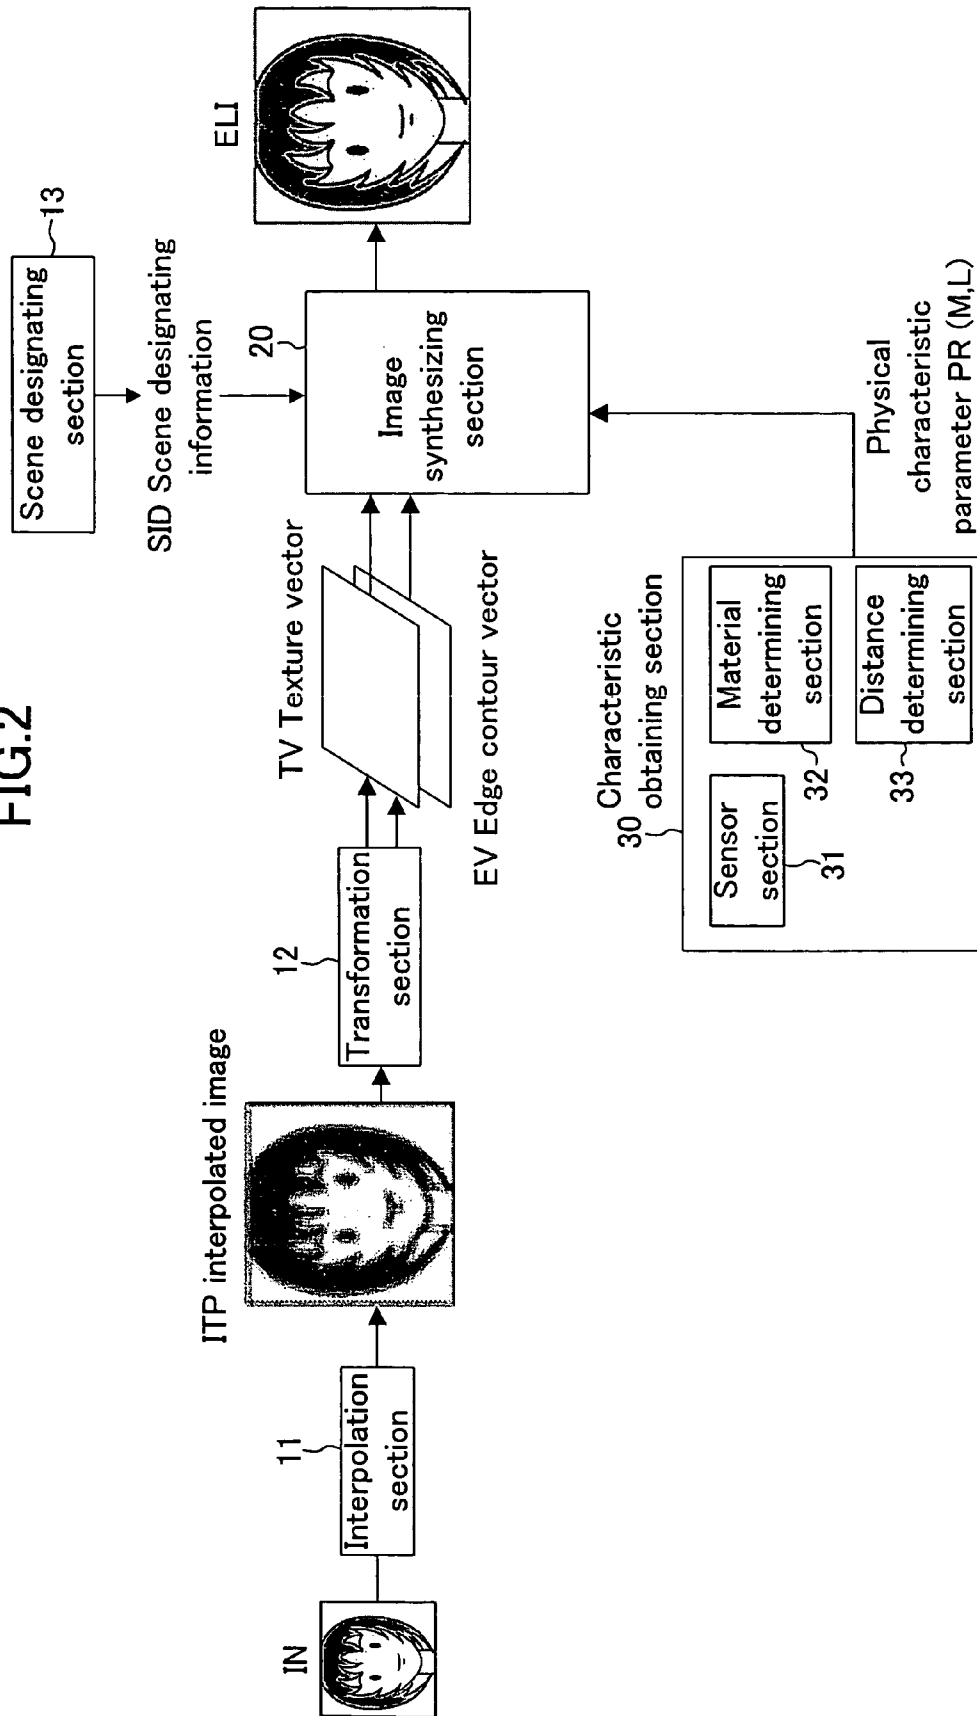 FIG.2
Scene designating
section
13
SID Scene designating
information
IN
11
Interpolation
section
ITP interpolated image
12
Transformation
section
TV Texture vector
EV Edge contour vector
20
Image
synthesizing
section
ELI
Characteristic
obtaining section
30
Sensor
section
31
Material
determining
section
32
Distance
determining
section
33
Physical
characteristic
parameter PR (M,L)